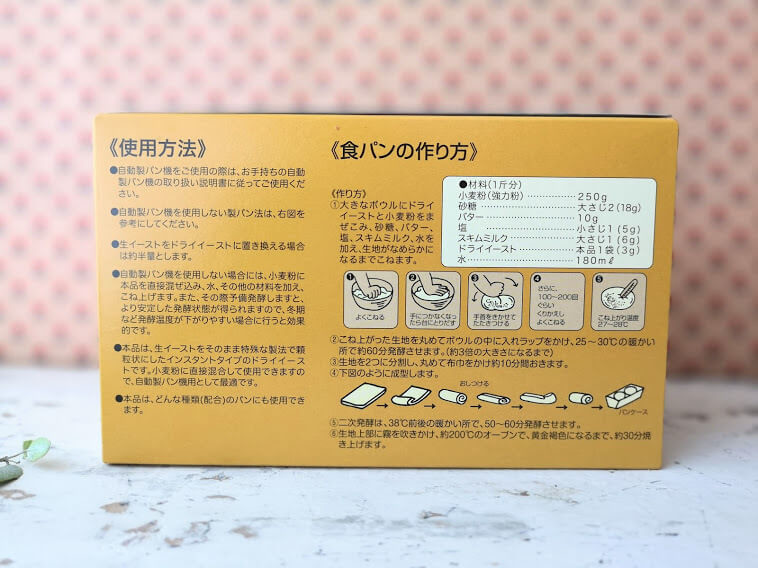 《使用方法》
●自動製パン機をご使用の際は、お手持ちの自動
製パン機の取り扱い説明書に従ってご使用くださ
い。
●自動製パン機を使用しない製パン法は、右図を
参考にしてください。
●生イーストをドライイーストに置き換える場合
は約半量とします。
●自動製パン機を使用しない場合には、小麦粉に
本品を直接混ぜ込み、水、その他の材料を加え、
こね上げます。また、その際予備発酵しますと、
より安定した発酵状態が得られますので、冬期な
ど発酵温度が下がりやすい場合に行うと効果
的です。
●本品は、生イーストをそのまま特殊な製法で顆
粒状にしたインスタントタイプのドライイース
トです。小麦粉に直接混合して使用できますの
で、自動製パン機用として最適です。
●本品は、どんな種類(配合)のパンにも使用でき
ます。
《食パンの作り方》
《作り方》
①大きなボウルにドライ
イーストと小麦粉をま
ぜこみ、砂糖、バター、
塩、スキムミルク、水を
加え、生地がなめらかに
なるまでこねます。
●材料(1斤分)
小麦粉(強力粉)……………250g
砂糖……………大さじ2(18g)
バター……………10g
塩……………小さじ1(5g)
スキムミルク……………大さじ1(6g)
ドライイースト……………本品1袋(3g)
水……………180mℓ
❶
よくこねる
❷
手につかなくなっ
たら台にとりだす
❸
手首をきかせて
たたきつける
❹
さらに、
100〜200回
ぐらい
くりかえし
よくこねる
❺
こね上がり温度
27〜28℃
②こね上がった生地を丸めてボウルの中に入れラップをかけ、25〜30℃の暖かい
所で約60分発酵させます。(約3倍の大きさになるまで)
③生地を2つに分割し、丸めて布巾をかけ約10分間おきます。
④下図のように成型します。
おしつける
パンケース
⑤二次発酵は、38℃前後の暖かい所で、50〜60分発酵させます。
⑥生地上部に霧を吹きかけ、約200℃のオーブンで、黄金褐色になるまで、約30分焼
き上げます。